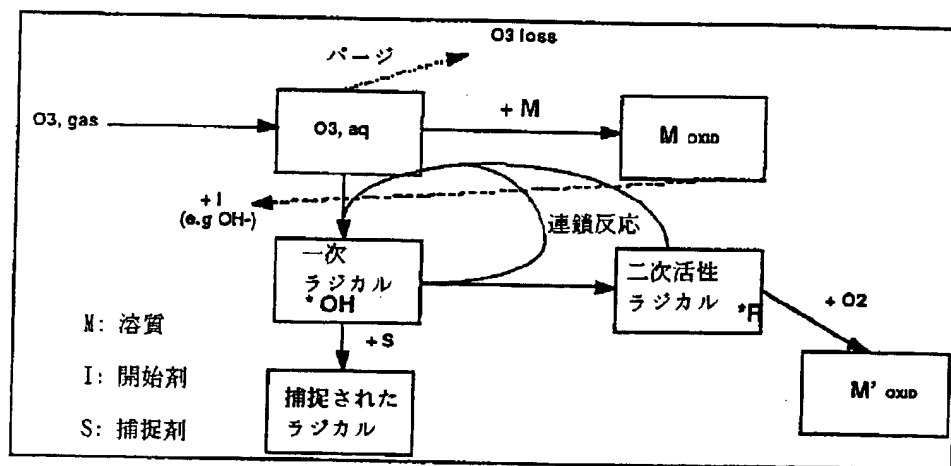 O3 loss
パージ
O3, gas
O3, aq
+ M
M OXID
+ I
(e.g OH-)
連鎖反応
一次
ラジカル
*OH
二次活性
ラジカル *R
+ O2
+ S
M: 溶質
I: 開始剤
S: 捕捉剤
捕捉された
ラジカル
M' OXID